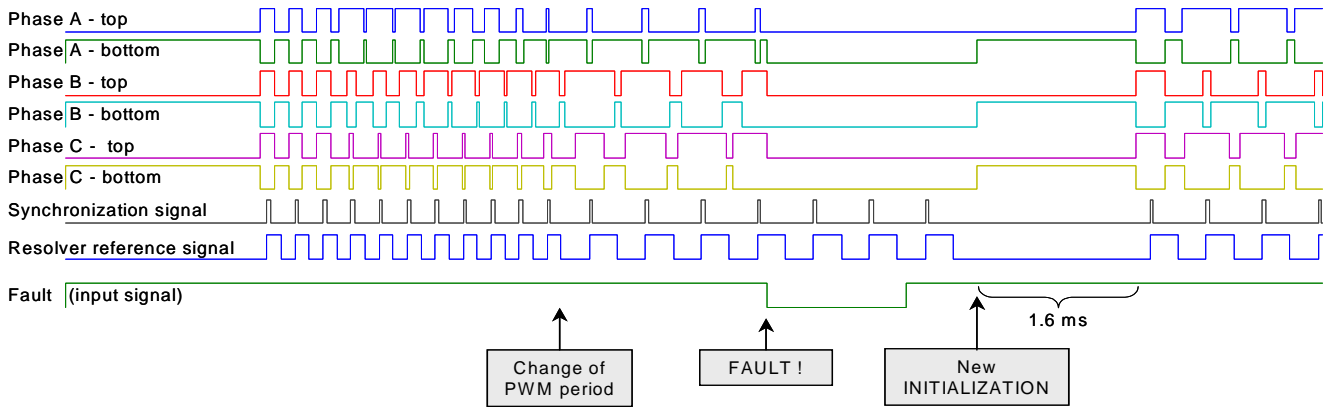 Phase A - top
Phase A - bottom
Phase B - top
Phase B - bottom
Phase C - top
Phase C - bottom
Synchronization signal
Resolver reference signal
Fault (input signal)
1.6 ms
Change of
PWM period
FAULT !
New
INITIALIZATION